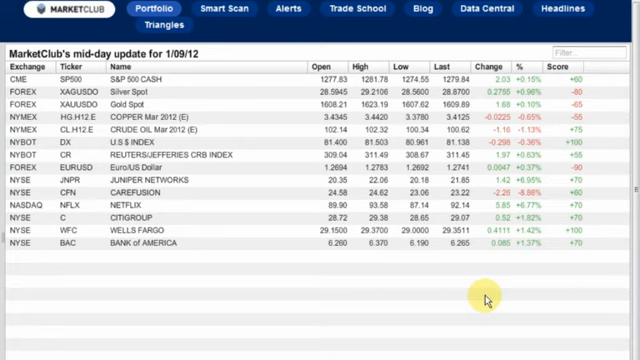 MARKETCLUB Portfolio Smart Scan Alerts Trade School Blog Data Central Headlines
Triangles
MarketClub's mid-day update for 1/09/12 Filter...
Exchange Ticker Name Open High Low Last Change % Score
CME SP500 S&P 500 CASH 1277.83 1281.78 1274.55 1279.84 2.03 +0.15% +60
FOREX XAGUSDO Silver Spot 28.5945 29.2106 28.5600 28.8700 0.2755 +0.96% -80
FOREX XAUUSDO Gold Spot 1608.21 1623.19 1607.62 1609.89 1.68 +0.10% -65
NYMEX HG.H12.E COPPER Mar 2012 (E) 3.4345 3.4420 3.3780 3.4125 -0.0225 -0.65% -55
NYMEX CL.H12.E CRUDE OIL Mar 2012 (E) 102.14 102.32 100.34 100.62 -1.16 -1.13% +75
NYBOT DX U.S $ INDEX 81.400 81.503 80.961 81.138 -0.298 -0.36% +100
NYBOT CR REUTERS/JEFFERIES CRB INDEX 309.04 311.49 308.67 311.45 1.97 +0.63% +55
FOREX EURUSD Euro/US Dollar 1.2694 1.2783 1.2692 1.2741 0.0047 +0.37% -90
NYSE JNPR JUNIPER NETWORKS 20.35 22.06 20.18 21.85 1.42 +6.95% +70
NYSE CFN CAREFUSION 24.58 24.62 23.06 23.22 -2.26 -8.86% +60
NASDAQ NFLX NETFLIX 89.90 93.58 87.14 92.14 5.85 +6.77% +70
NYSE C CITIGROUP 28.72 29.38 28.65 29.07 0.52 +1.82% +70
NYSE WFC WELLS FARGO 29.1500 29.3700 29.0000 29.3511 0.4111 +1.42% +100
NYSE BAC BANK of AMERICA 6.260 6.370 6.190 6.265 0.085 +1.37% +70